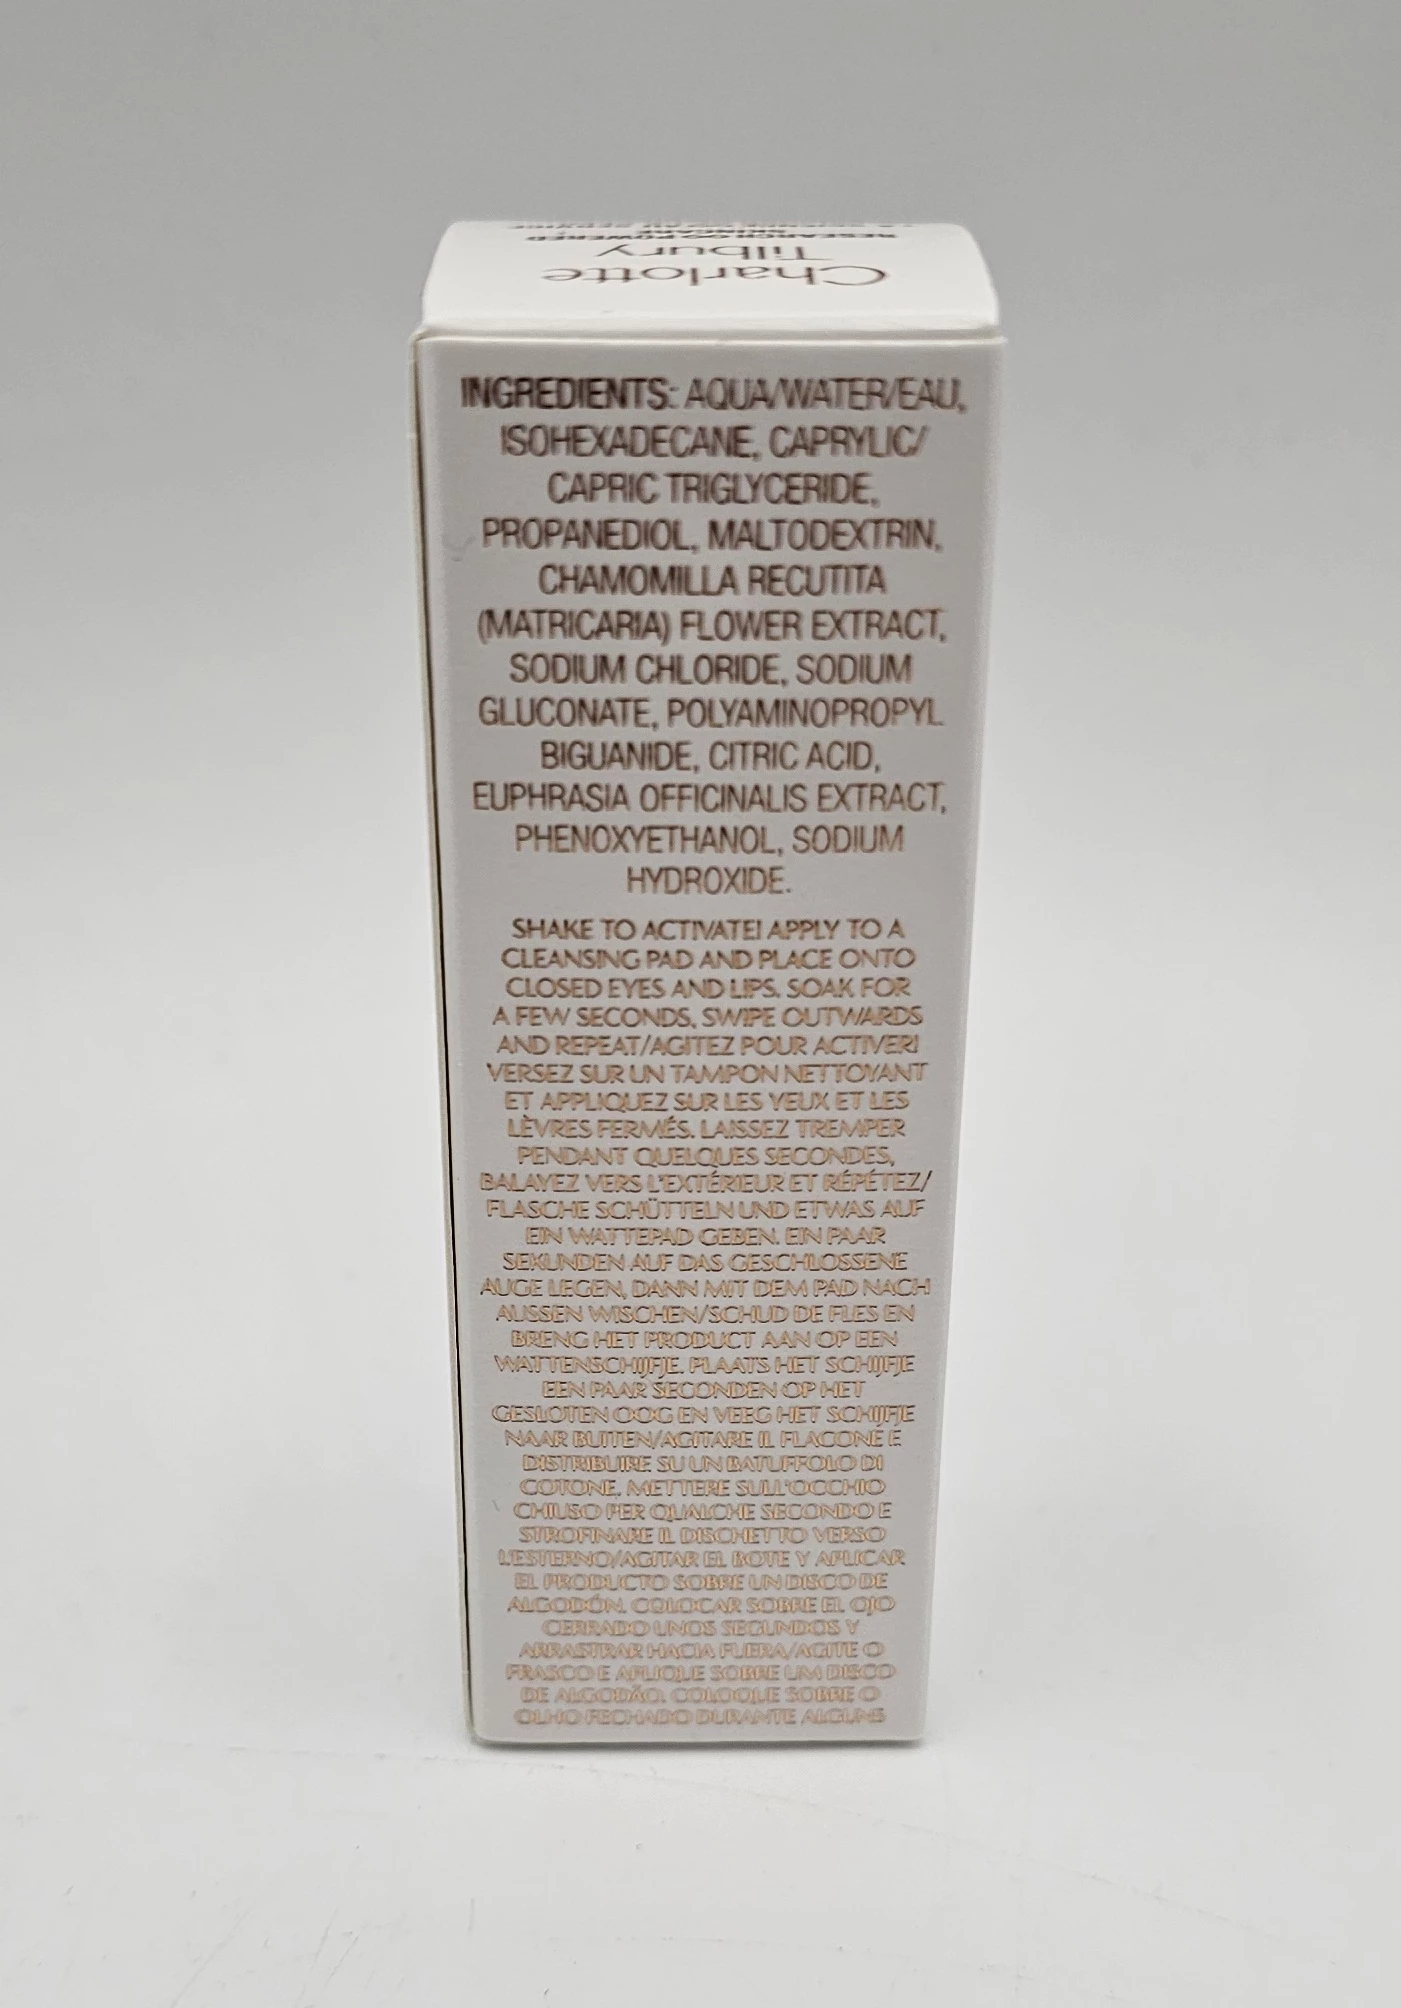 Charlotte
Tilbury
RESEARCH GO POWERED
SKINCARE
INGREDIENTS: AQUA/WATER/EAU,
ISOHEXADECANE, CAPRYLIC/
CAPRIC TRIGLYCERIDE,
PROPANEDIOL, MALTODEXTRIN,
CHAMOMILLA RECUTITA
(MATRICARIA) FLOWER EXTRACT,
SODIUM CHLORIDE, SODIUM
GLUCONATE, POLYAMINOPROPYL
BIGUANIDE, CITRIC ACID,
EUPHRASIA OFFICINALIS EXTRACT,
PHENOXYETHANOL, SODIUM
HYDROXIDE.
SHAKE TO ACTIVATE! APPLY TO A
CLEANSING PAD AND PLACE ONTO
CLOSED EYES AND LIPS. SOAK FOR
A FEW SECONDS, SWIPE OUTWARDS
AND REPEAT/AGITEZ POUR ACTIVER!
VERSEZ SUR UN TAMPON NETTOYANT
ET APPLIQUEZ SUR LES YEUX ET LES
LÈVRES FERMÉS. LAISSEZ TREMPER
PENDANT QUELQUES SECONDES,
BALAYEZ VERS L'EXTÉRIEUR ET RÉPÉTEZ/
FLASCHE SCHÜTTELN UND ETWAS AUF
EIN WATTEPAD GEBEN. EIN PAAR
SEKUNDEN AUF DAS GESCHLOSSENE
AUGE LEGEN, DANN MIT DEM PAD NACH
AUSSEN WISCHEN/SCHUD DE FLES EN
BRENG HET PRODUCT AAN OP EEN
WATTENSCHIJFJE. PLAATS HET SCHIJFJE
EEN PAAR SECONDEN OP HET
GESLOTEN OOG EN VEEG HET SCHIJFJE
NAAR BUITEN/AGITARE IL FLACONE E
DISTRIBUIRE SU UN BATUFFOLO DI
COTONE, METTERE SULL'OCCHIO
CHIUSO PER QUALCHE SECONDO E
STROFINARE IL DISCHETTO VERSO
L'ESTERNO/AGITAR EL BOTE Y APLICAR
EL PRODUCTO SOBRE UN DISCO DE
ALGODÓN. COLOCAR SOBRE EL OJO
CERRADO UNOS SEGUNDOS Y
ARRASTRAR HACIA FUERA/AGITE O
FRASCO E APLIQUE SOBRE UM DISCO
DE ALGODÃO. COLOQUE SOBRE O
OLHO FECHADO DURANTE ALGUNS